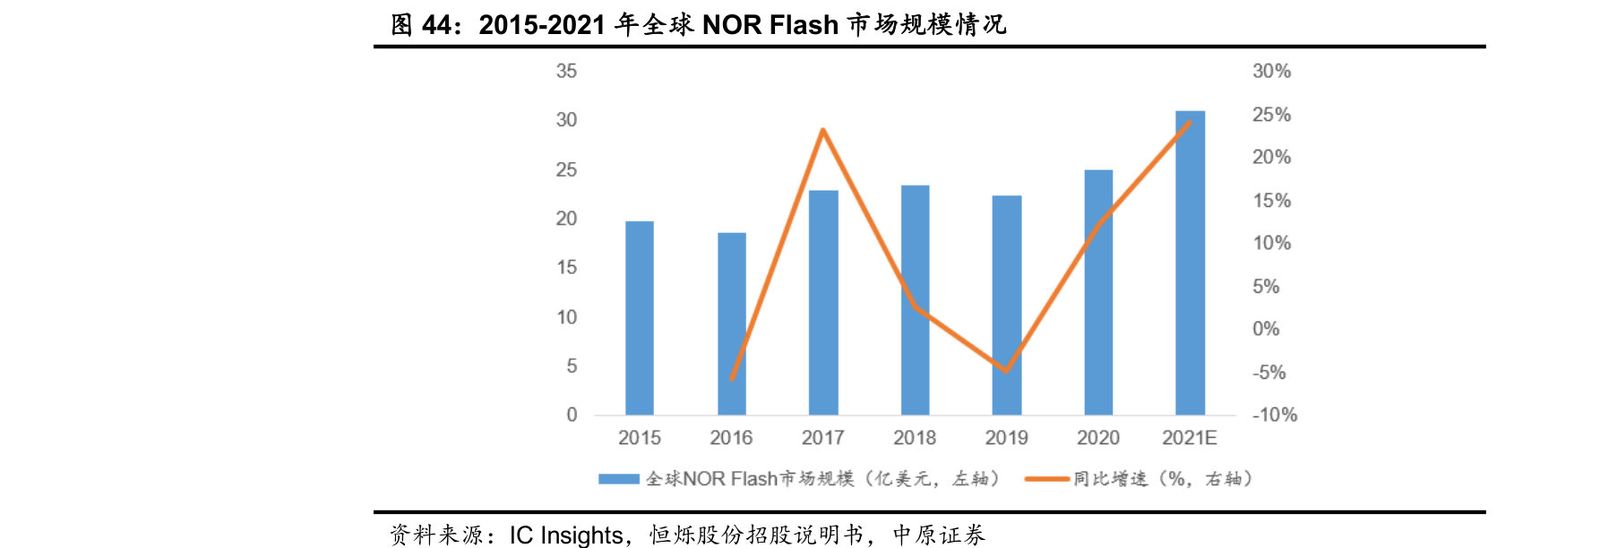 图 44：2015-2021 年全球 NOR Flash 市场规模情况
35 30%
30 25%
25 20%
20 15%
15 10%
10 5%
5 0%
0 -5%
-10%
2015 2016 2017 2018 2019 2020 2021E
全球NOR Flash市场规模（亿美元，左轴） 同比增速（%，右轴）
资料来源：IC Insights，恒烁股份招股说明书，中原证券